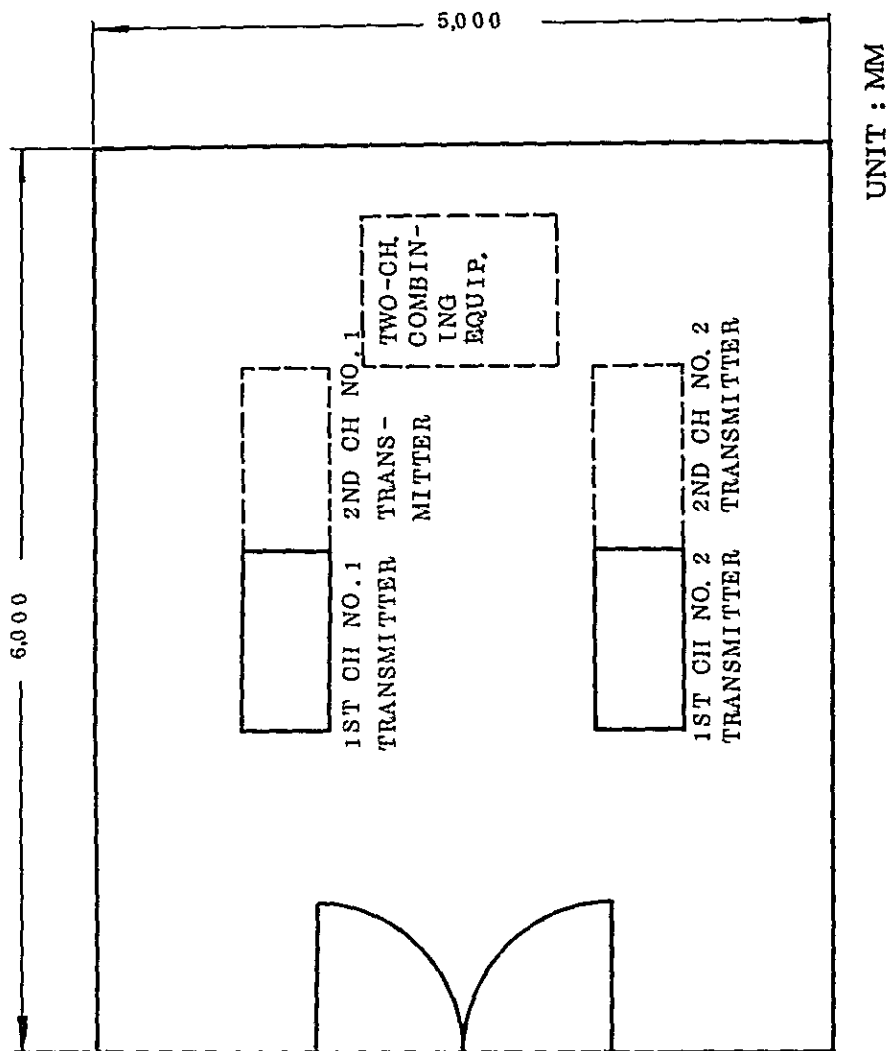 5,000
6,000
UNIT : MM
TWO-CH.
COMBIN-
ING
EQUIP.
1ST CH NO.1
TRANSMITTER
2ND CH NO. 1
TRANS-
MITTER
1ST CH NO. 2
TRANSMITTER
2ND CH NO. 2
TRANSMITTER